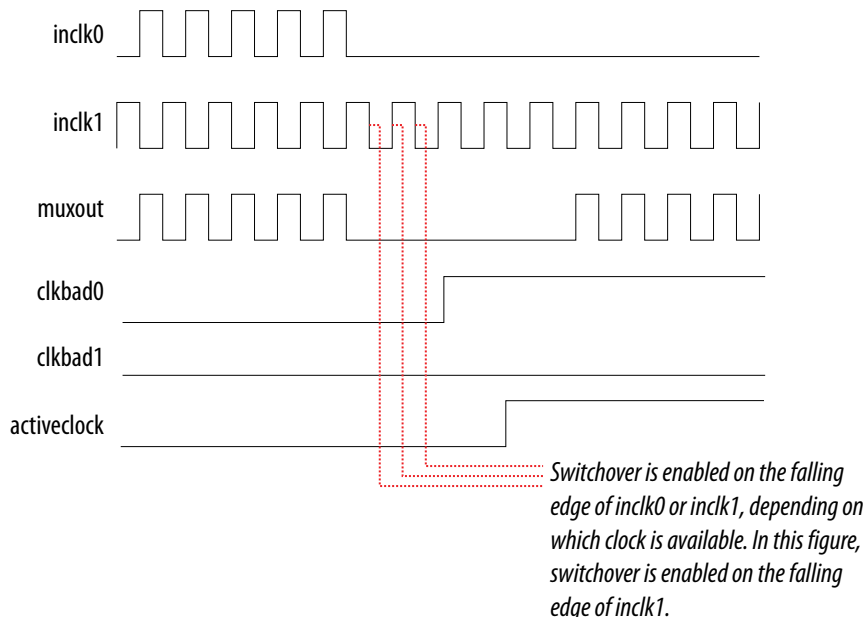 inclk0
inclk1
muxout
clkbad0
clkbad1
activeclock
Switchover is enabled on the falling
edge of inclk0 or inclk1, depending on
which clock is available. In this figure,
switchover is enabled on the falling
edge of inclk1.